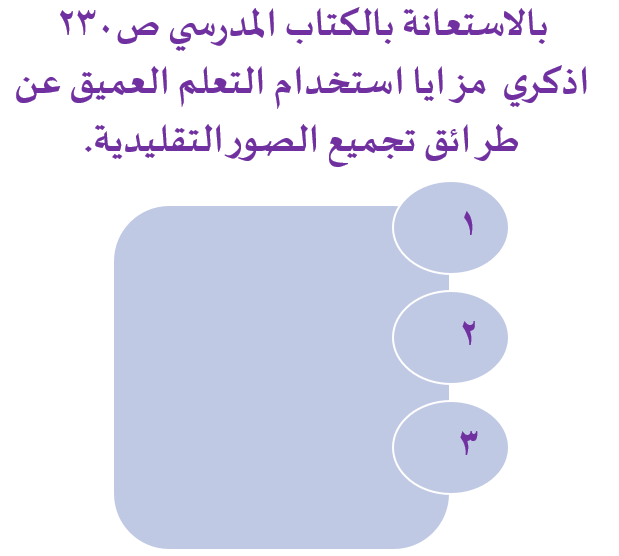 بالاستعانة بالكتاب المدرسي ص٢٣٠
اذكري مزايا استخدام التعلم العميق عن
طرائق تجميع الصور التقليدية.
١
٢
٣